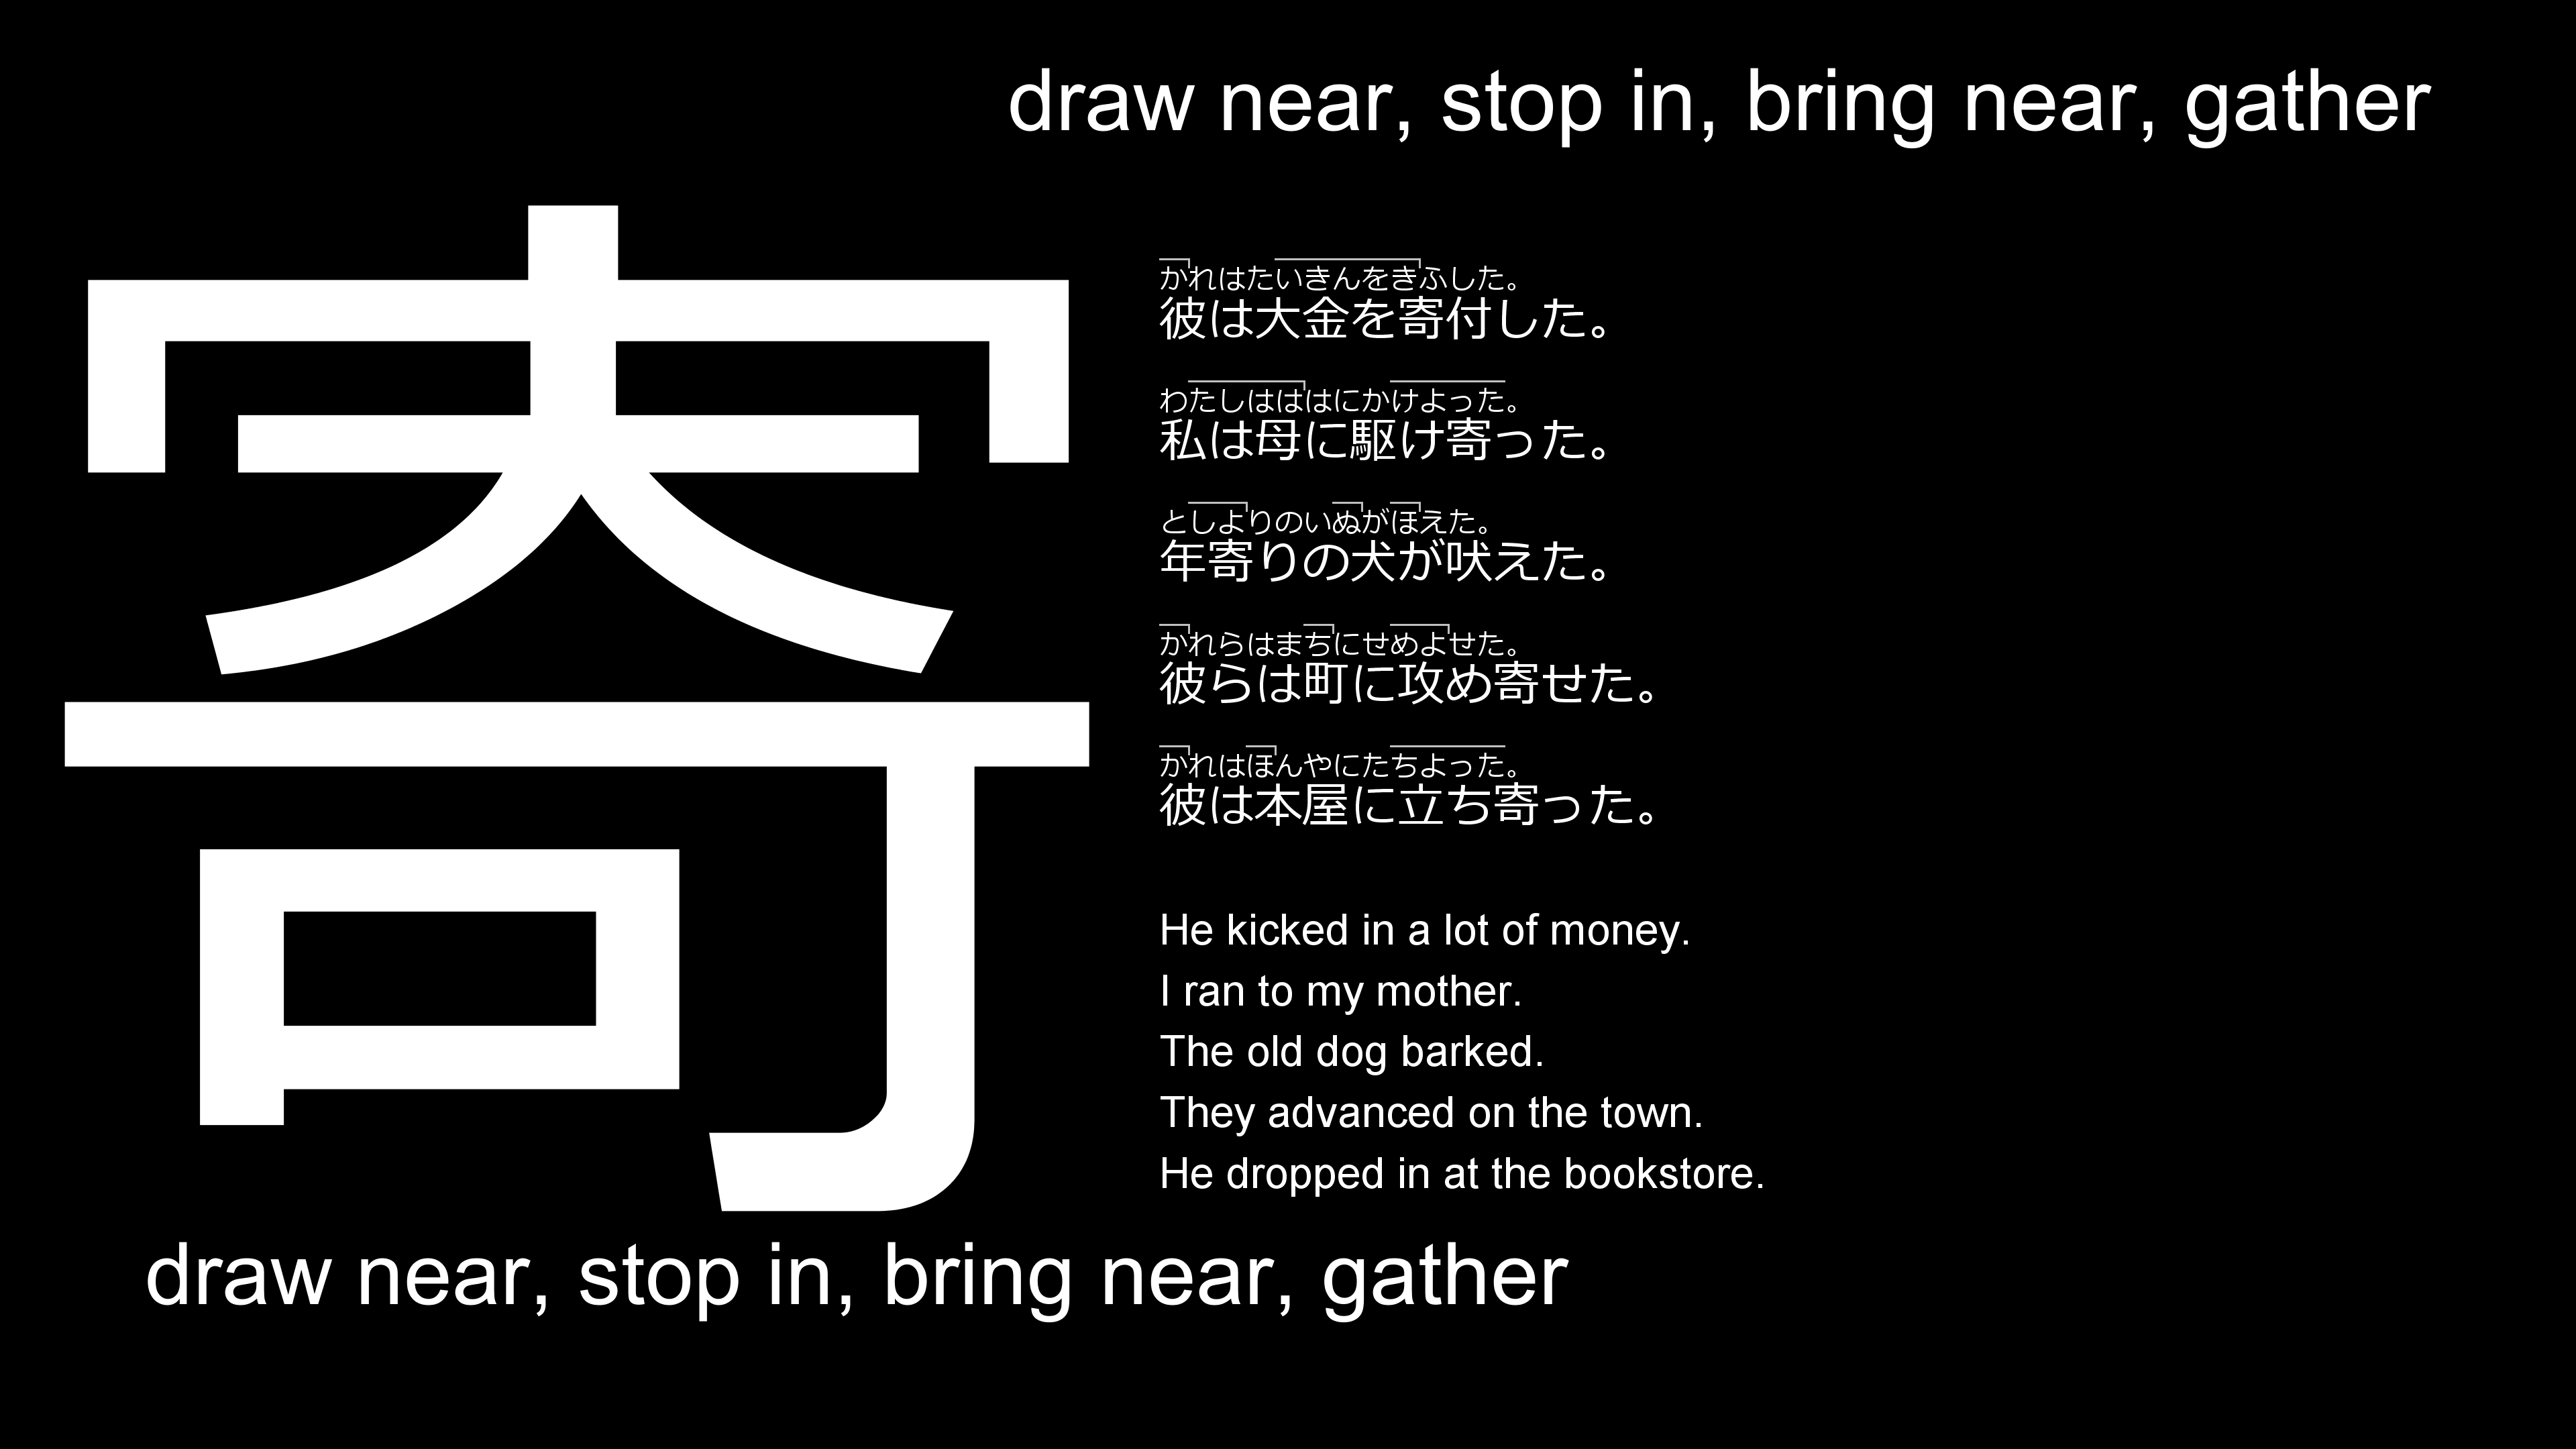 draw near, stop in, bring near, gather
寄
かれはたいきんをきふした。
彼は大金を寄付した。
わたしはははにかけよった。
私は母に駆け寄った。
としよりのいぬがほえた。
年寄りの犬が吠えた。
かれらはまちにせめよせた。
彼らは町に攻め寄せた。
かれはほんやにたちよった。
彼は本屋に立ち寄った。
He kicked in a lot of money.
I ran to my mother.
The old dog barked.
They advanced on the town.
He dropped in at the bookstore.
draw near, stop in, bring near, gather